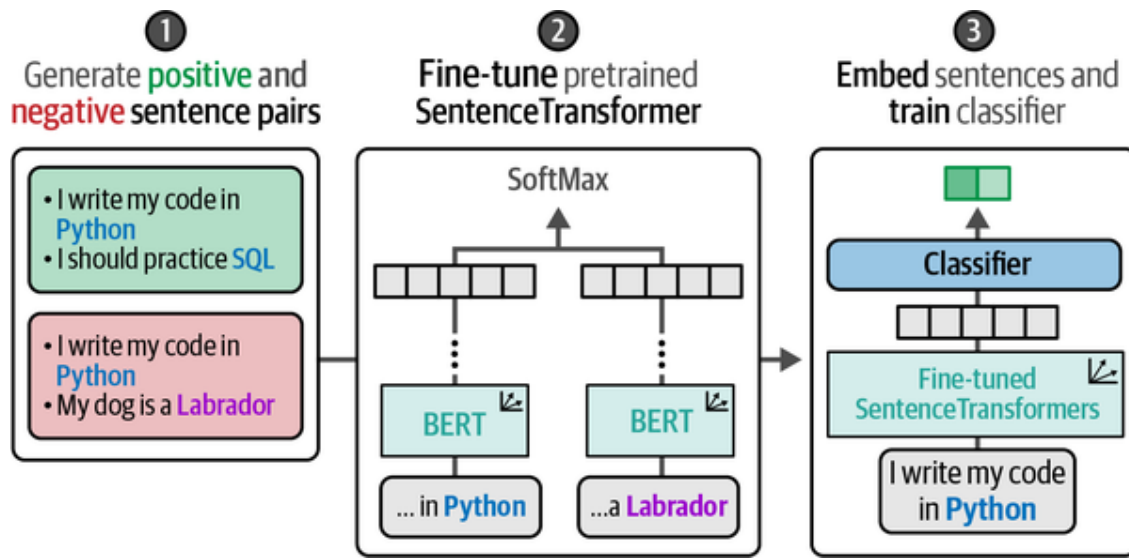 1
Generate positive and
negative sentence pairs
• I write my code in
Python
• I should practice SQL
• I write my code in
Python
• My dog is a Labrador
2
Fine-tune pretrained
SentenceTransformer
SoftMax
BERT
BERT
... in Python
...a Labrador
3
Embed sentences and
train classifier
Classifier
Fine-tuned
SentenceTransformers
I write my code
in Python